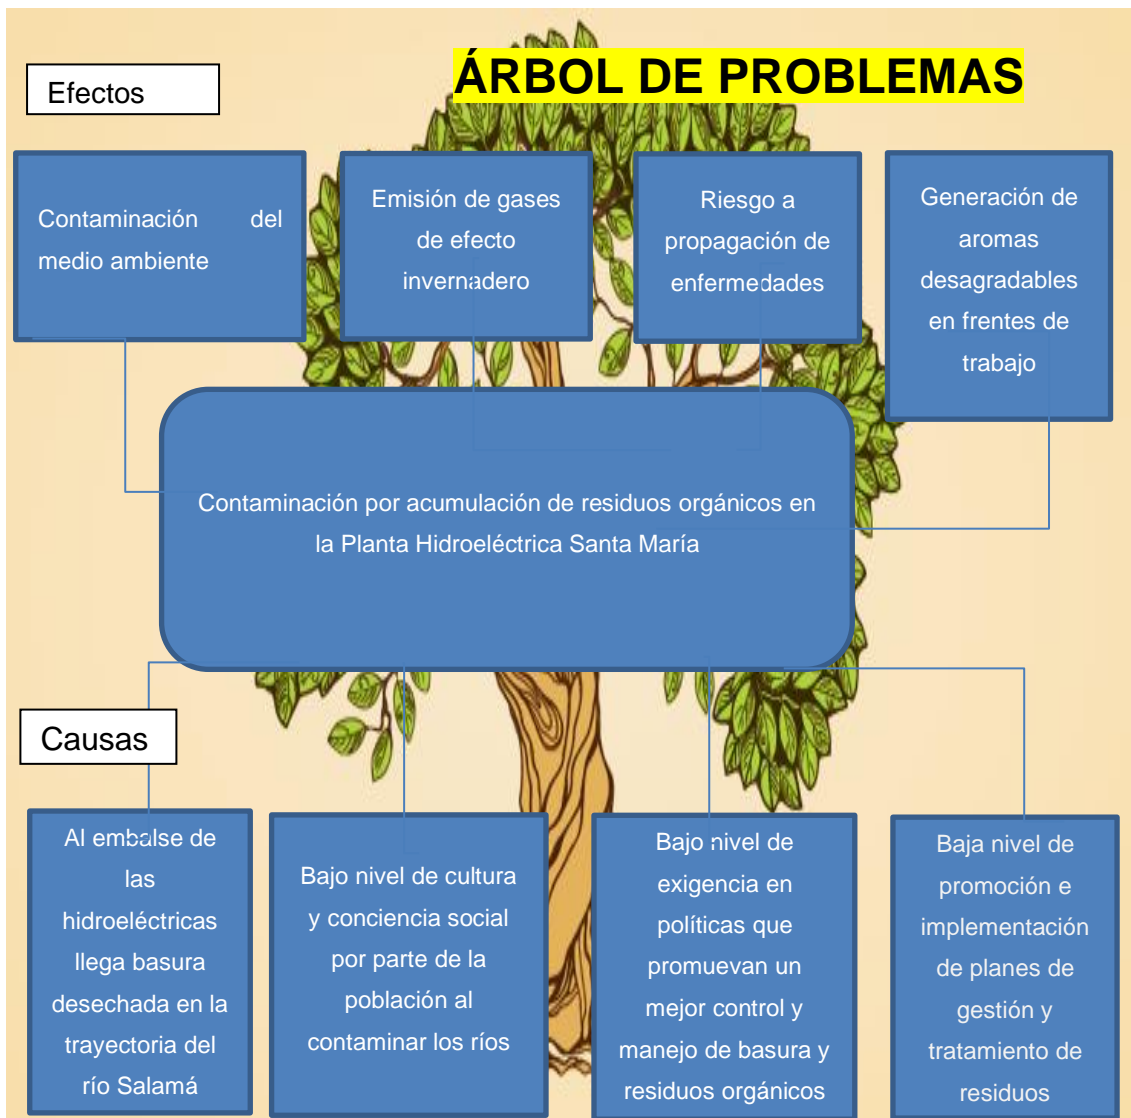 ÁRBOL DE PROBLEMAS
Efectos
Contaminación del
medio ambiente
Emisión de gases
de efecto
invernadero
Riesgo a
propagación de
enfermedades
Generación de
aromas
desagradables
en frentes de
trabajo
Contaminación por acumulación de residuos orgánicos en
la Planta Hidroeléctrica Santa María
Causas
Al embalse de
las
hidroeléctricas
llega basura
desechada en la
trayectoria del
río Salamá
Bajo nivel de cultura
y conciencia social
por parte de la
población al
contaminar los ríos
Bajo nivel de
exigencia en
políticas que
promuevan un
mejor control y
manejo de basura y
residuos orgánicos
Baja nivel de
promoción e
implementación
de planes de
gestión y
tratamiento de
residuos